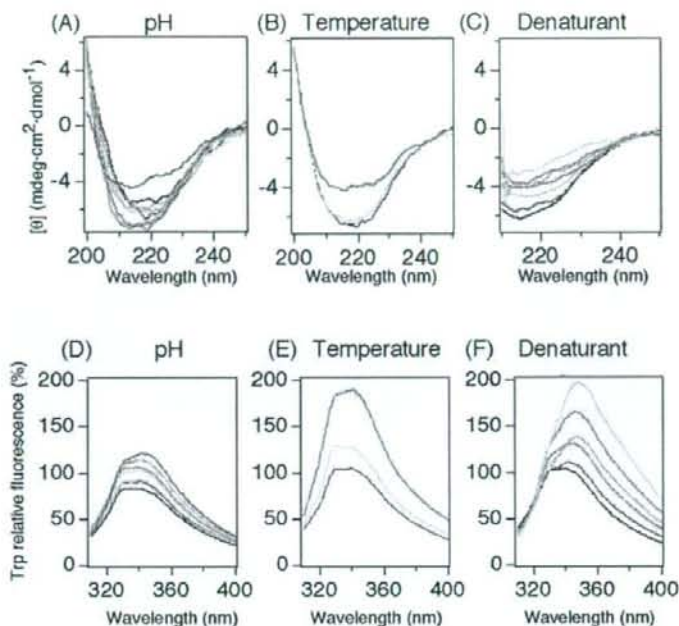 (A) pH (B) Temperature (C) Denaturant
[θ] (mdeg·cm²·dmol⁻¹)
4 4 4
0 0 0
-4 -4 -4
200 220 240 200 220 240 220 240
Wavelength (nm) Wavelength (nm) Wavelength (nm)
(D) pH (E) Temperature (F) Denaturant
Trp relative fluorescence (%)
200 200 200
150 150 150
100 100 100
50 50 50
0 0 0
320 360 400 320 360 400 320 360 400
Wavelength (nm) Wavelength (nm) Wavelength (nm)